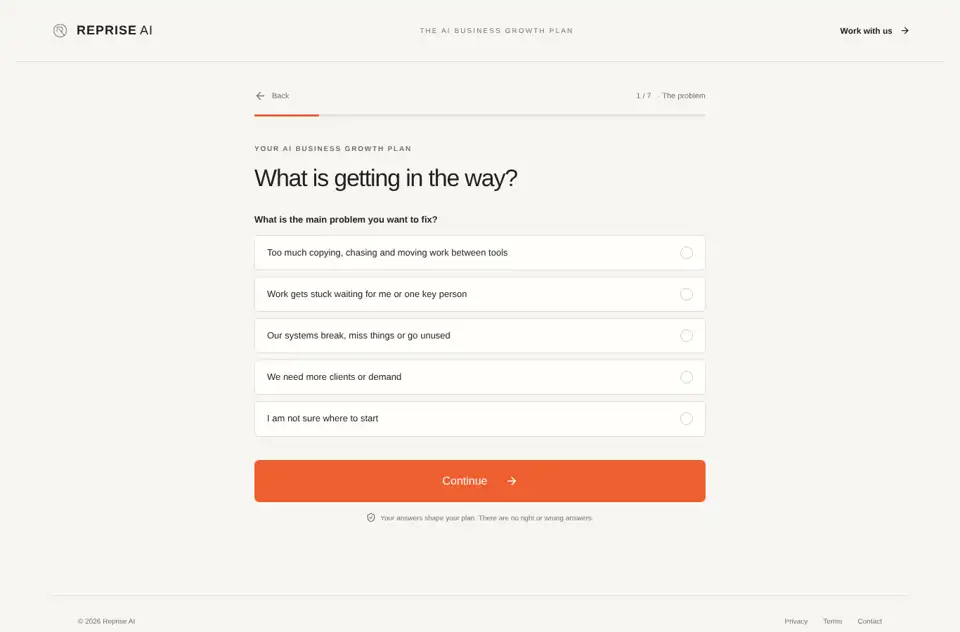 REPRISE AI
THE AI BUSINESS GROWTH PLAN
Work with us
Back
1 / 7 · The problem
YOUR AI BUSINESS GROWTH PLAN
What is getting in the way?
What is the main problem you want to fix?
Too much copying, chasing and moving work between tools
Work gets stuck waiting for me or one key person
Our systems break, miss things or go unused
We need more clients or demand
I am not sure where to start
Continue
Your answers shape your plan. There are no right or wrong answers.
© 2026 Reprise AI
Privacy
Terms
Contact